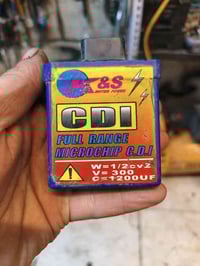 K&S
CDI
FULL RANGE
MICROCHIP C.D.I
W=1/2cv2
V= 300
C=1200UF